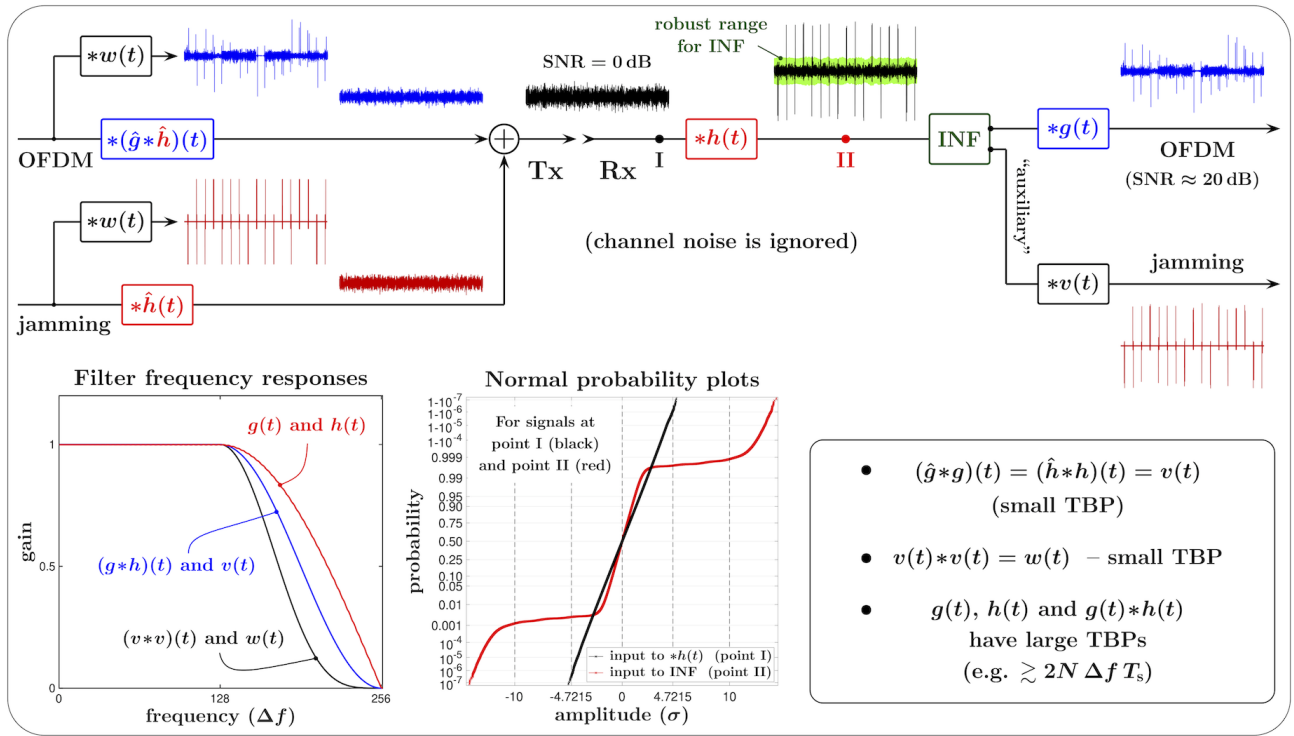 robust range
for INF
∗w(t)
SNR = 0 dB
∗(ĝ∗ĥ)(t)
∗h(t)
INF
∗g(t)
OFDM
Tx
Rx
I
II
OFDM
(SNR ≈ 20 dB)
"auxiliary"
∗w(t)
(channel noise is ignored)
jamming
∗v(t)
∗ĥ(t)
jamming
Filter frequency responses
1
0.5
0
gain
g(t) and h(t)
(g∗h)(t) and v(t)
(v∗v)(t) and w(t)
0
128
256
frequency (Δf)
Normal probability plots
1-10⁻⁷
1-10⁻⁶
1-10⁻⁵
1-10⁻⁴
0.999
0.99
0.95
0.90
0.75
0.50
0.25
0.10
0.05
0.01
0.001
10⁻⁴
10⁻⁵
10⁻⁶
10⁻⁷
probability
For signals at
point I (black)
and point II (red)
input to ∗h(t) (point I)
input to INF (point II)
-10
-4.7215
0
4.7215
10
amplitude (σ)
● (ĝ∗g)(t) = (ĥ∗h)(t) = v(t)
(small TBP)
● v(t)∗v(t) = w(t) – small TBP
● g(t), h(t) and g(t)∗h(t)
have large TBPs
(e.g. ≳ 2N Δf Tₛ)